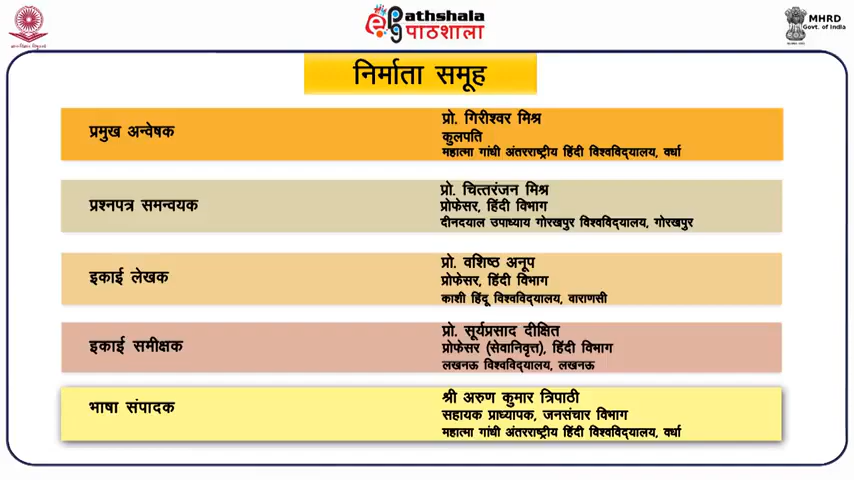 ePathshala
पाठशाला
MHRD
Govt. of India
निर्माता समूह
प्रमुख अन्वेषक
प्रो. गिरीश्वर मिश्र
कुलपति
महात्मा गांधी अंतरराष्ट्रीय हिंदी विश्वविद्यालय, वर्धा
प्रश्नपत्र समन्वयक
प्रो. चित्तरंजन मिश्र
प्रोफेसर, हिंदी विभाग
दीनदयाल उपाध्याय गोरखपुर विश्वविद्यालय, गोरखपुर
इकाई लेखक
प्रो. वशिष्ठ अनूप
प्रोफेसर, हिंदी विभाग
काशी हिंदू विश्वविद्यालय, वाराणसी
इकाई समीक्षक
प्रो. सूर्यप्रसाद दीक्षित
प्रोफेसर (सेवानिवृत्त), हिंदी विभाग
लखनऊ विश्वविद्यालय, लखनऊ
भाषा संपादक
श्री अरुण कुमार त्रिपाठी
सहायक प्राध्यापक, जनसंचार विभाग
महात्मा गांधी अंतरराष्ट्रीय हिंदी विश्वविद्यालय, वर्धा